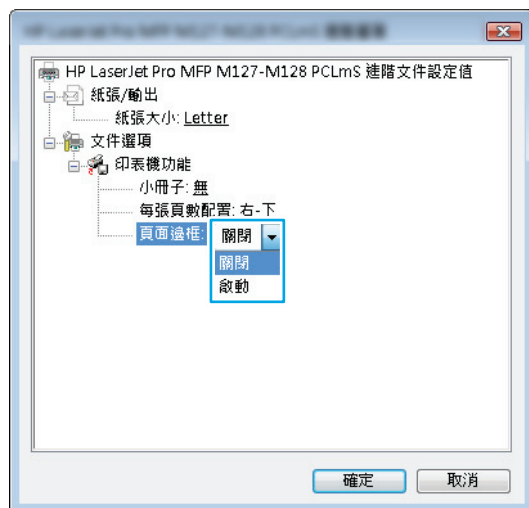 HP LaserJet Pro MFP M127-M128 PCLmS 進階文件設定值
紙張/輸出
紙張大小: Letter
文件選項
印表機功能
小冊子: 無
每張頁數配置: 右-下
頁面邊框: 關閉
關閉
啟動
確定
取消